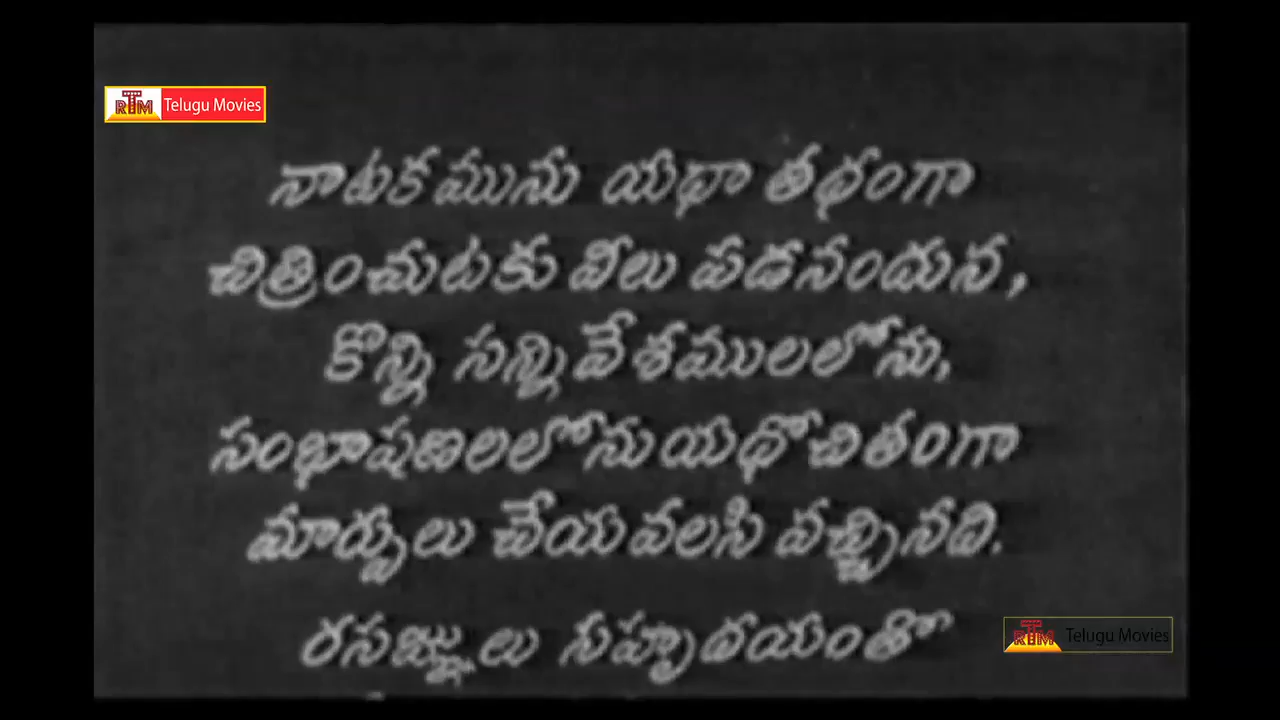 RTM Telugu Movies
నాటకమును యథా తథంగా
చిత్రించుటకు వీలు పడనందున,
కొన్ని సన్నివేశములలోను,
సంభాషణలలోను యథోచితంగా
మార్పులు చేయవలసి వచ్చినది.
రసజ్ఞులు సహృదయంతో
RTM Telugu Movies